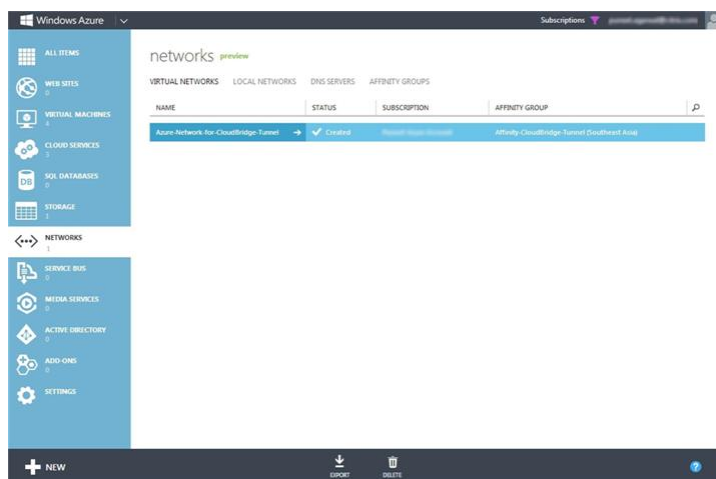 Windows Azure
Subscriptions
ALL ITEMS
WEB SITES
0
VIRTUAL MACHINES
4
CLOUD SERVICES
3
SQL DATABASES
0
STORAGE
1
NETWORKS
1
SERVICE BUS
0
MEDIA SERVICES
0
ACTIVE DIRECTORY
0
ADD-ONS
0
SETTINGS
networks preview
VIRTUAL NETWORKS LOCAL NETWORKS DNS SERVERS AFFINITY GROUPS
NAME STATUS SUBSCRIPTION AFFINITY GROUP
Azure-Network-for-CloudBridge-Tunnel Created Affinity-CloudBridge-Tunnel (Southeast Asia)
NEW
EXPORT
DELETE
?